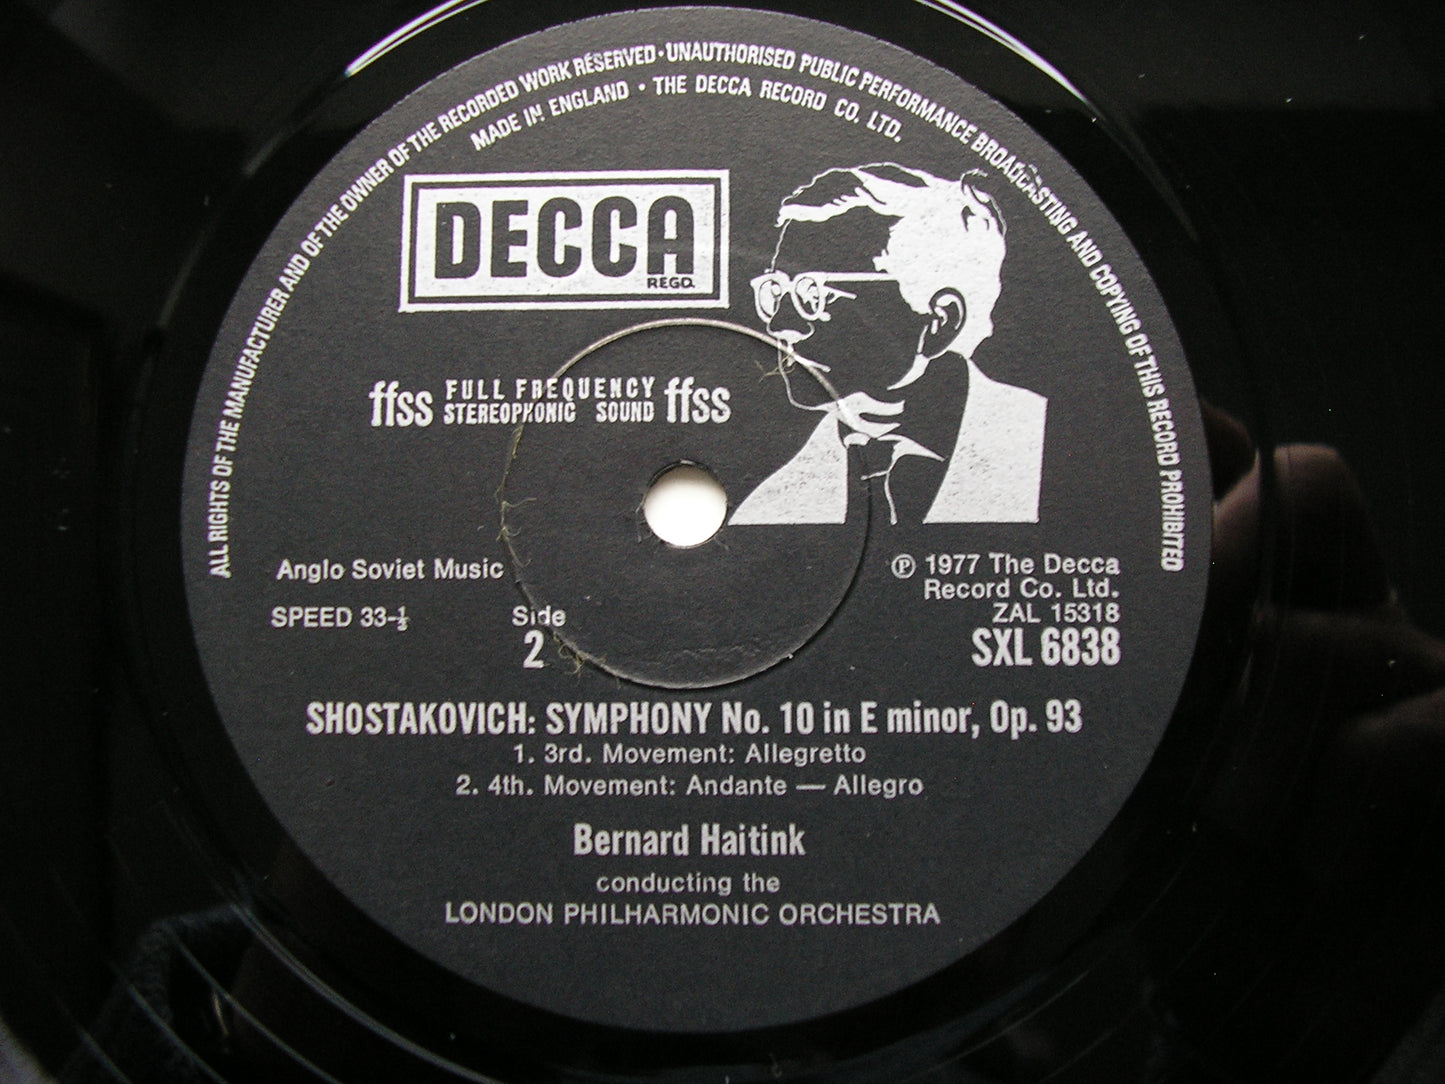 ALL RIGHTS OF THE MANUFACTURER AND OF THE OWNER OF THE RECORDED WORK RESERVED · UNAUTHORISED PUBLIC PERFORMANCE BROADCASTING AND COPYING OF THIS RECORD PROHIBITED
MADE IN ENGLAND · THE DECCA RECORD CO. LTD.
DECCA
REGD.
ffss FULL FREQUENCY STEREOPHONIC SOUND ffss
Anglo Soviet Music
℗ 1977 The Decca
Record Co. Ltd.
ZAL 15318
SPEED 33-⅓
Side
2
SXL 6838
SHOSTAKOVICH: SYMPHONY No. 10 in E minor, Op. 93
1. 3rd. Movement: Allegretto
2. 4th. Movement: Andante — Allegro
Bernard Haitink
conducting the
LONDON PHILHARMONIC ORCHESTRA